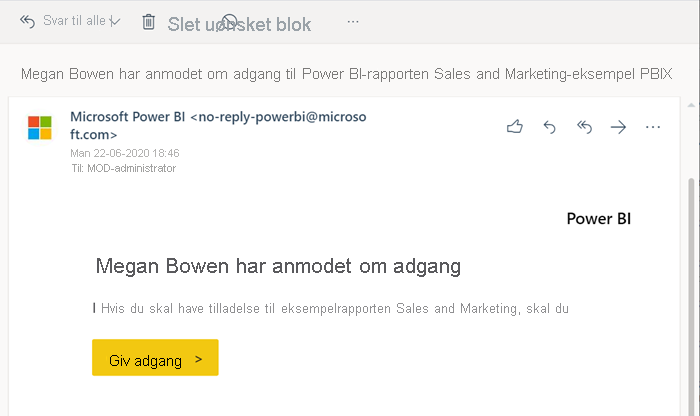 Svar til alle
Slet uønsket blok
Megan Bowen har anmodet om adgang til Power BI-rapporten Sales and Marketing-eksempel PBIX
Microsoft Power BI <no-reply-powerbi@microso
ft.com>
Man 22-06-2020 18:46
Til: MOD-administrator
Power BI
Megan Bowen har anmodet om adgang
I Hvis du skal have tilladelse til eksempelrapporten Sales and Marketing, skal du
Giv adgang >